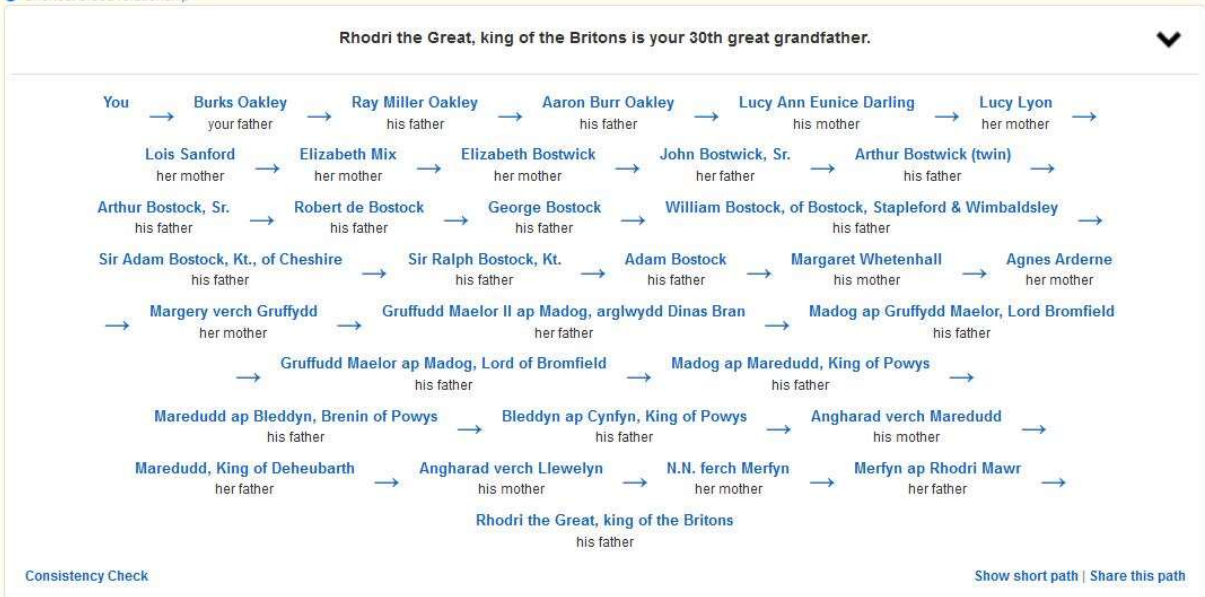 Rhodri the Great, king of the Britons is your 30th great grandfather.
You → Burks Oakley → Ray Miller Oakley → Aaron Burr Oakley → Lucy Ann Eunice Darling → Lucy Lyon →
your father his father his father his mother her mother
Lois Sanford → Elizabeth Mix → Elizabeth Bostwick → John Bostwick, Sr. → Arthur Bostwick (twin) →
her mother her mother her mother her father his father
Arthur Bostock, Sr. → Robert de Bostock → George Bostock → William Bostock, of Bostock, Stapleford & Wimbaldsley →
his father his father his father his father
Sir Adam Bostock, Kt., of Cheshire → Sir Ralph Bostock, Kt. → Adam Bostock → Margaret Whetenhall → Agnes Arderne
his father his father his father his mother her mother
→ Margery verch Gruffydd → Gruffudd Maelor II ap Madog, arglwydd Dinas Bran → Madog ap Gruffydd Maelor, Lord Bromfield
her mother her father his father
→ Gruffudd Maelor ap Madog, Lord of Bromfield → Madog ap Maredudd, King of Powys →
his father his father
Maredudd ap Bleddyn, Brenin of Powys → Bleddyn ap Cynfyn, King of Powys → Angharad verch Maredudd →
his father his father his mother
Maredudd, King of Deheubarth → Angharad verch Llewelyn → N.N. ferch Merfyn → Merfyn ap Rhodri Mawr →
her father his mother her mother her father
Rhodri the Great, king of the Britons
his father
Consistency Check Show short path | Share this path